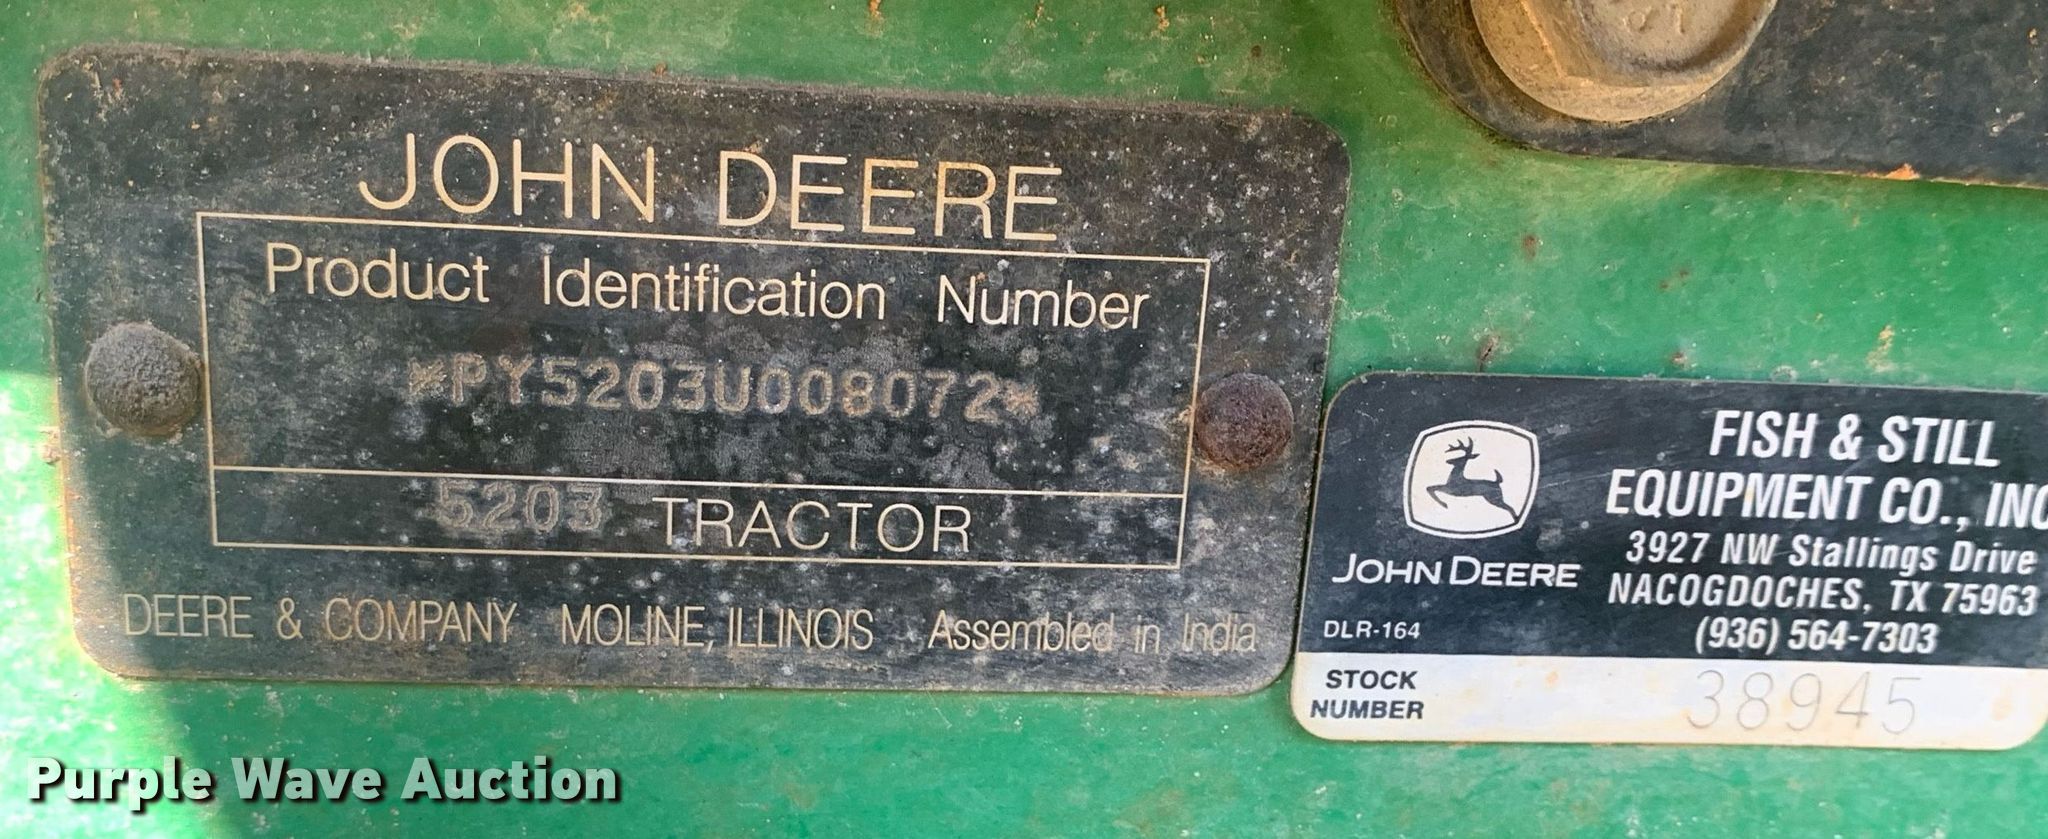 JOHN DEERE
Product Identification Number
*PY5203U008072*
5203 TRACTOR
DEERE & COMPANY MOLINE, ILLINOIS Assembled in India
FISH & STILL
EQUIPMENT CO., INC
3927 NW Stallings Drive
NACOGDOCHES, TX 75963
(936) 564-7303
JOHN DEERE
DLR-164
STOCK
NUMBER
38945
Purple Wave Auction